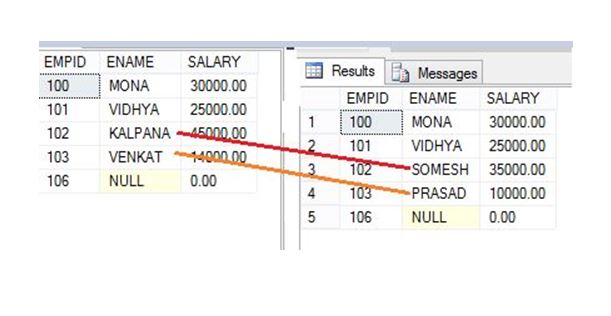 EMPID ENAME SALARY
100 MONA 30000.00
101 VIDHYA 25000.00
102 KALPANA 45000.00
103 VENKAT 14000.00
106 NULL 0.00
Results Messages
EMPID ENAME SALARY
1 100 MONA 30000.00
2 101 VIDHYA 25000.00
3 102 SOMESH 35000.00
4 103 PRASAD 10000.00
5 106 NULL 0.00